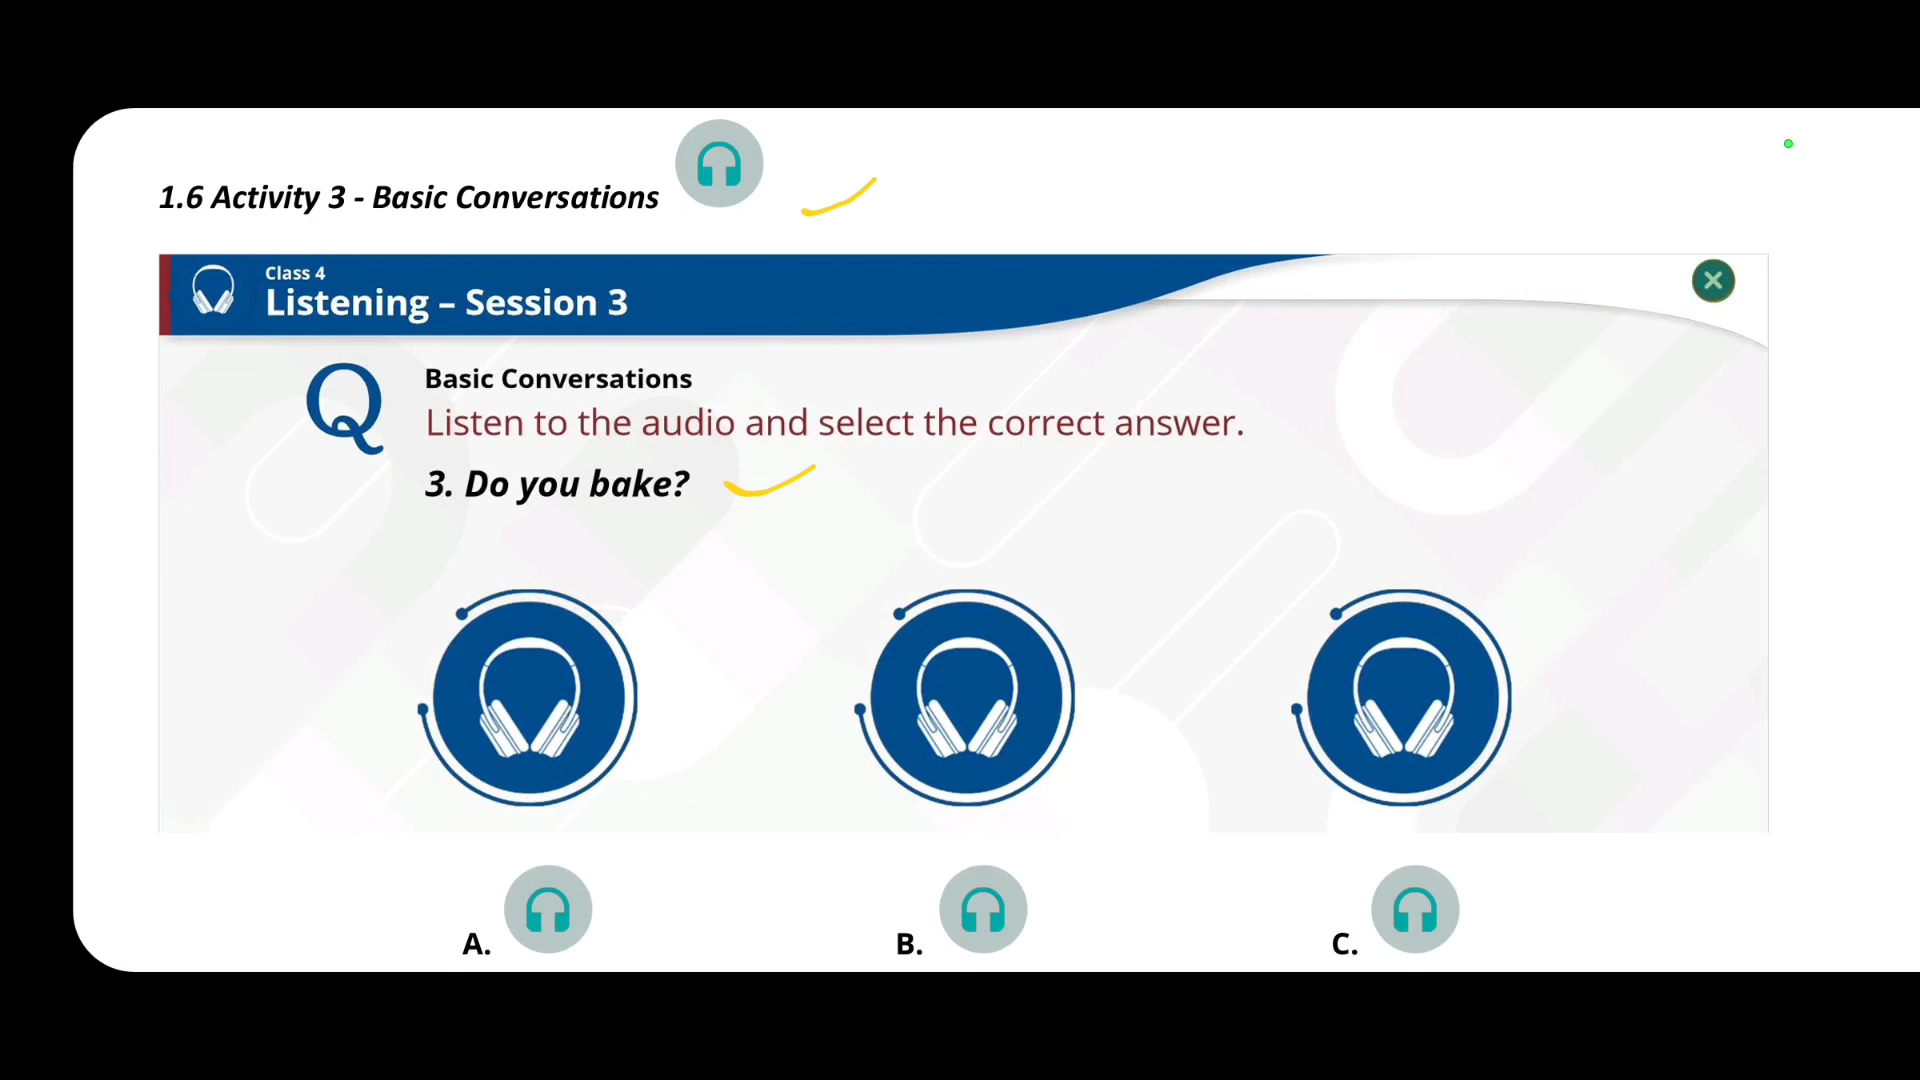 1.6 Activity 3 - Basic Conversations
Class 4
Listening – Session 3
Q
Basic Conversations
Listen to the audio and select the correct answer.
3. Do you bake?
A.
B.
C.